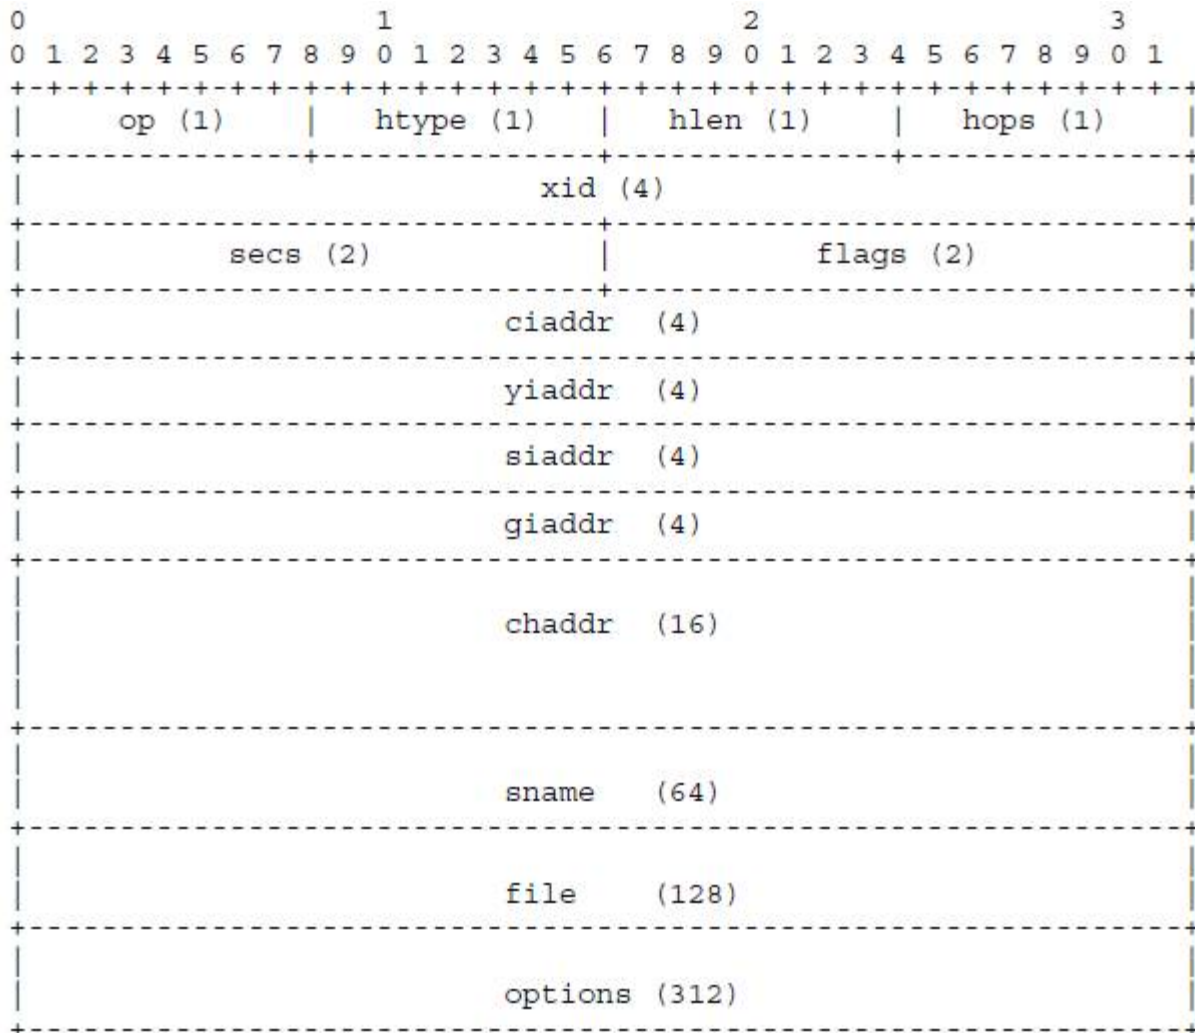 0                   1                   2                   3
0 1 2 3 4 5 6 7 8 9 0 1 2 3 4 5 6 7 8 9 0 1 2 3 4 5 6 7 8 9 0 1
op (1) | htype (1) | hlen (1) | hops (1)
xid (4)
secs (2) | flags (2)
ciaddr (4)
yiaddr (4)
siaddr (4)
giaddr (4)
chaddr (16)
sname (64)
file (128)
options (312)